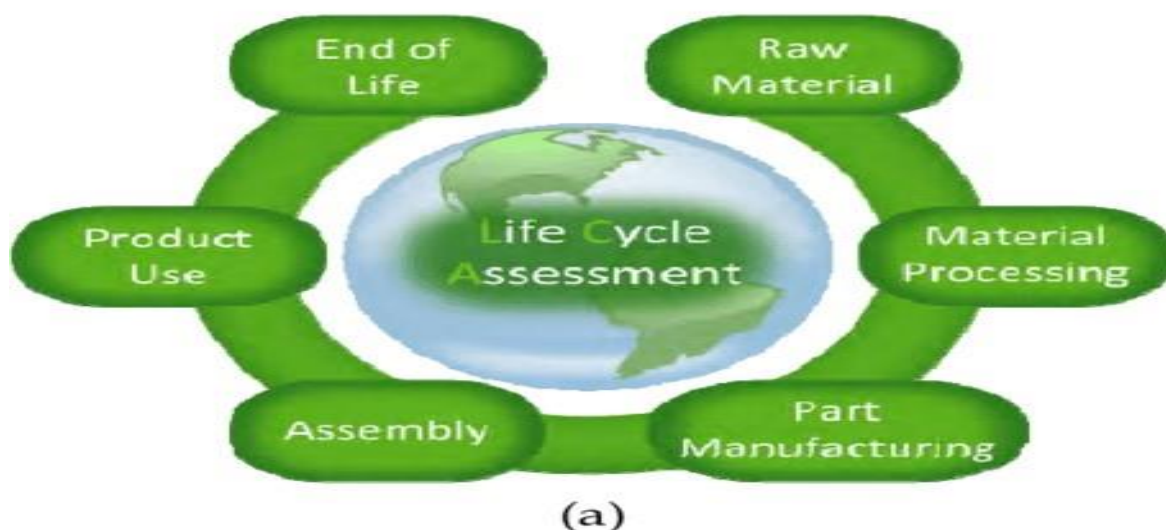 End of
Life
Raw
Material
Product
Use
Life Cycle
Assessment
Material
Processing
Assembly
Part
Manufacturing
(a)